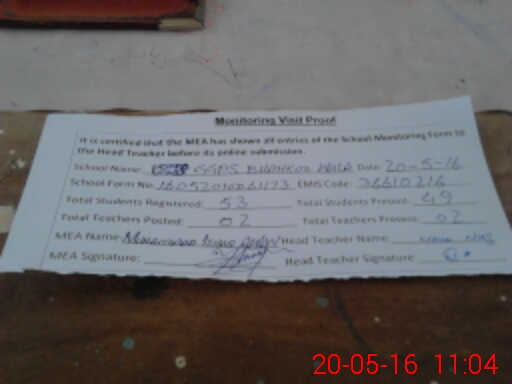 Monitoring Visit Proof
It is certified that the MEA has shown all entries of the School Monitoring Form to
The Head Teacher before its online submission.
School Name: GGPS Date: 20-5-16
School Form No: EMIS Code: 36610216
Total Students Registered: 53 Total Students Present: 49
Total Teachers Posted: 02 Total Teachers Present: 02
MEA Name: Muhammad Head Teacher Name:
MEA Signature: Head Teacher Signature:
20-05-16 11:04